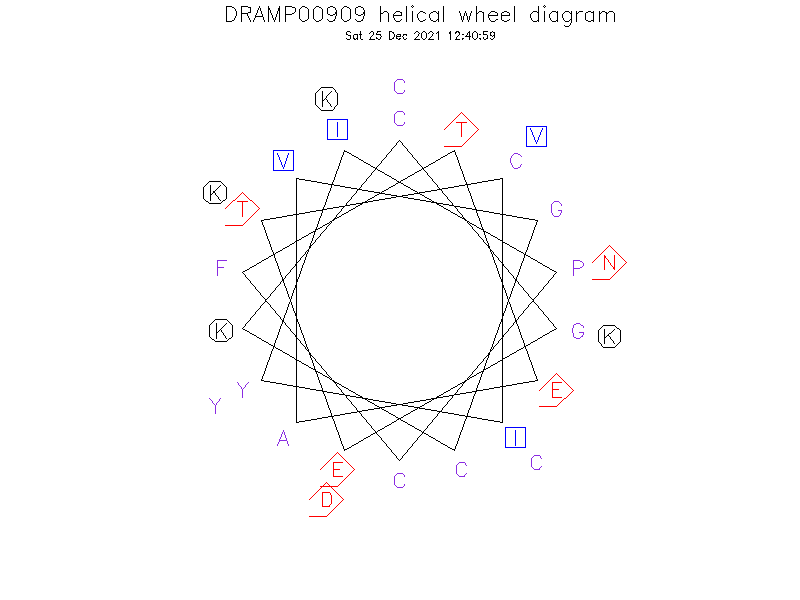 DRAMP00909 helical wheel diagram
Sat 25 Dec 2021 12:40:59
C
K
C
I
T
V
V
C
K
T
G
F
P
N
K
G
K
Y
E
Y
A
I
C
E
C
C
D